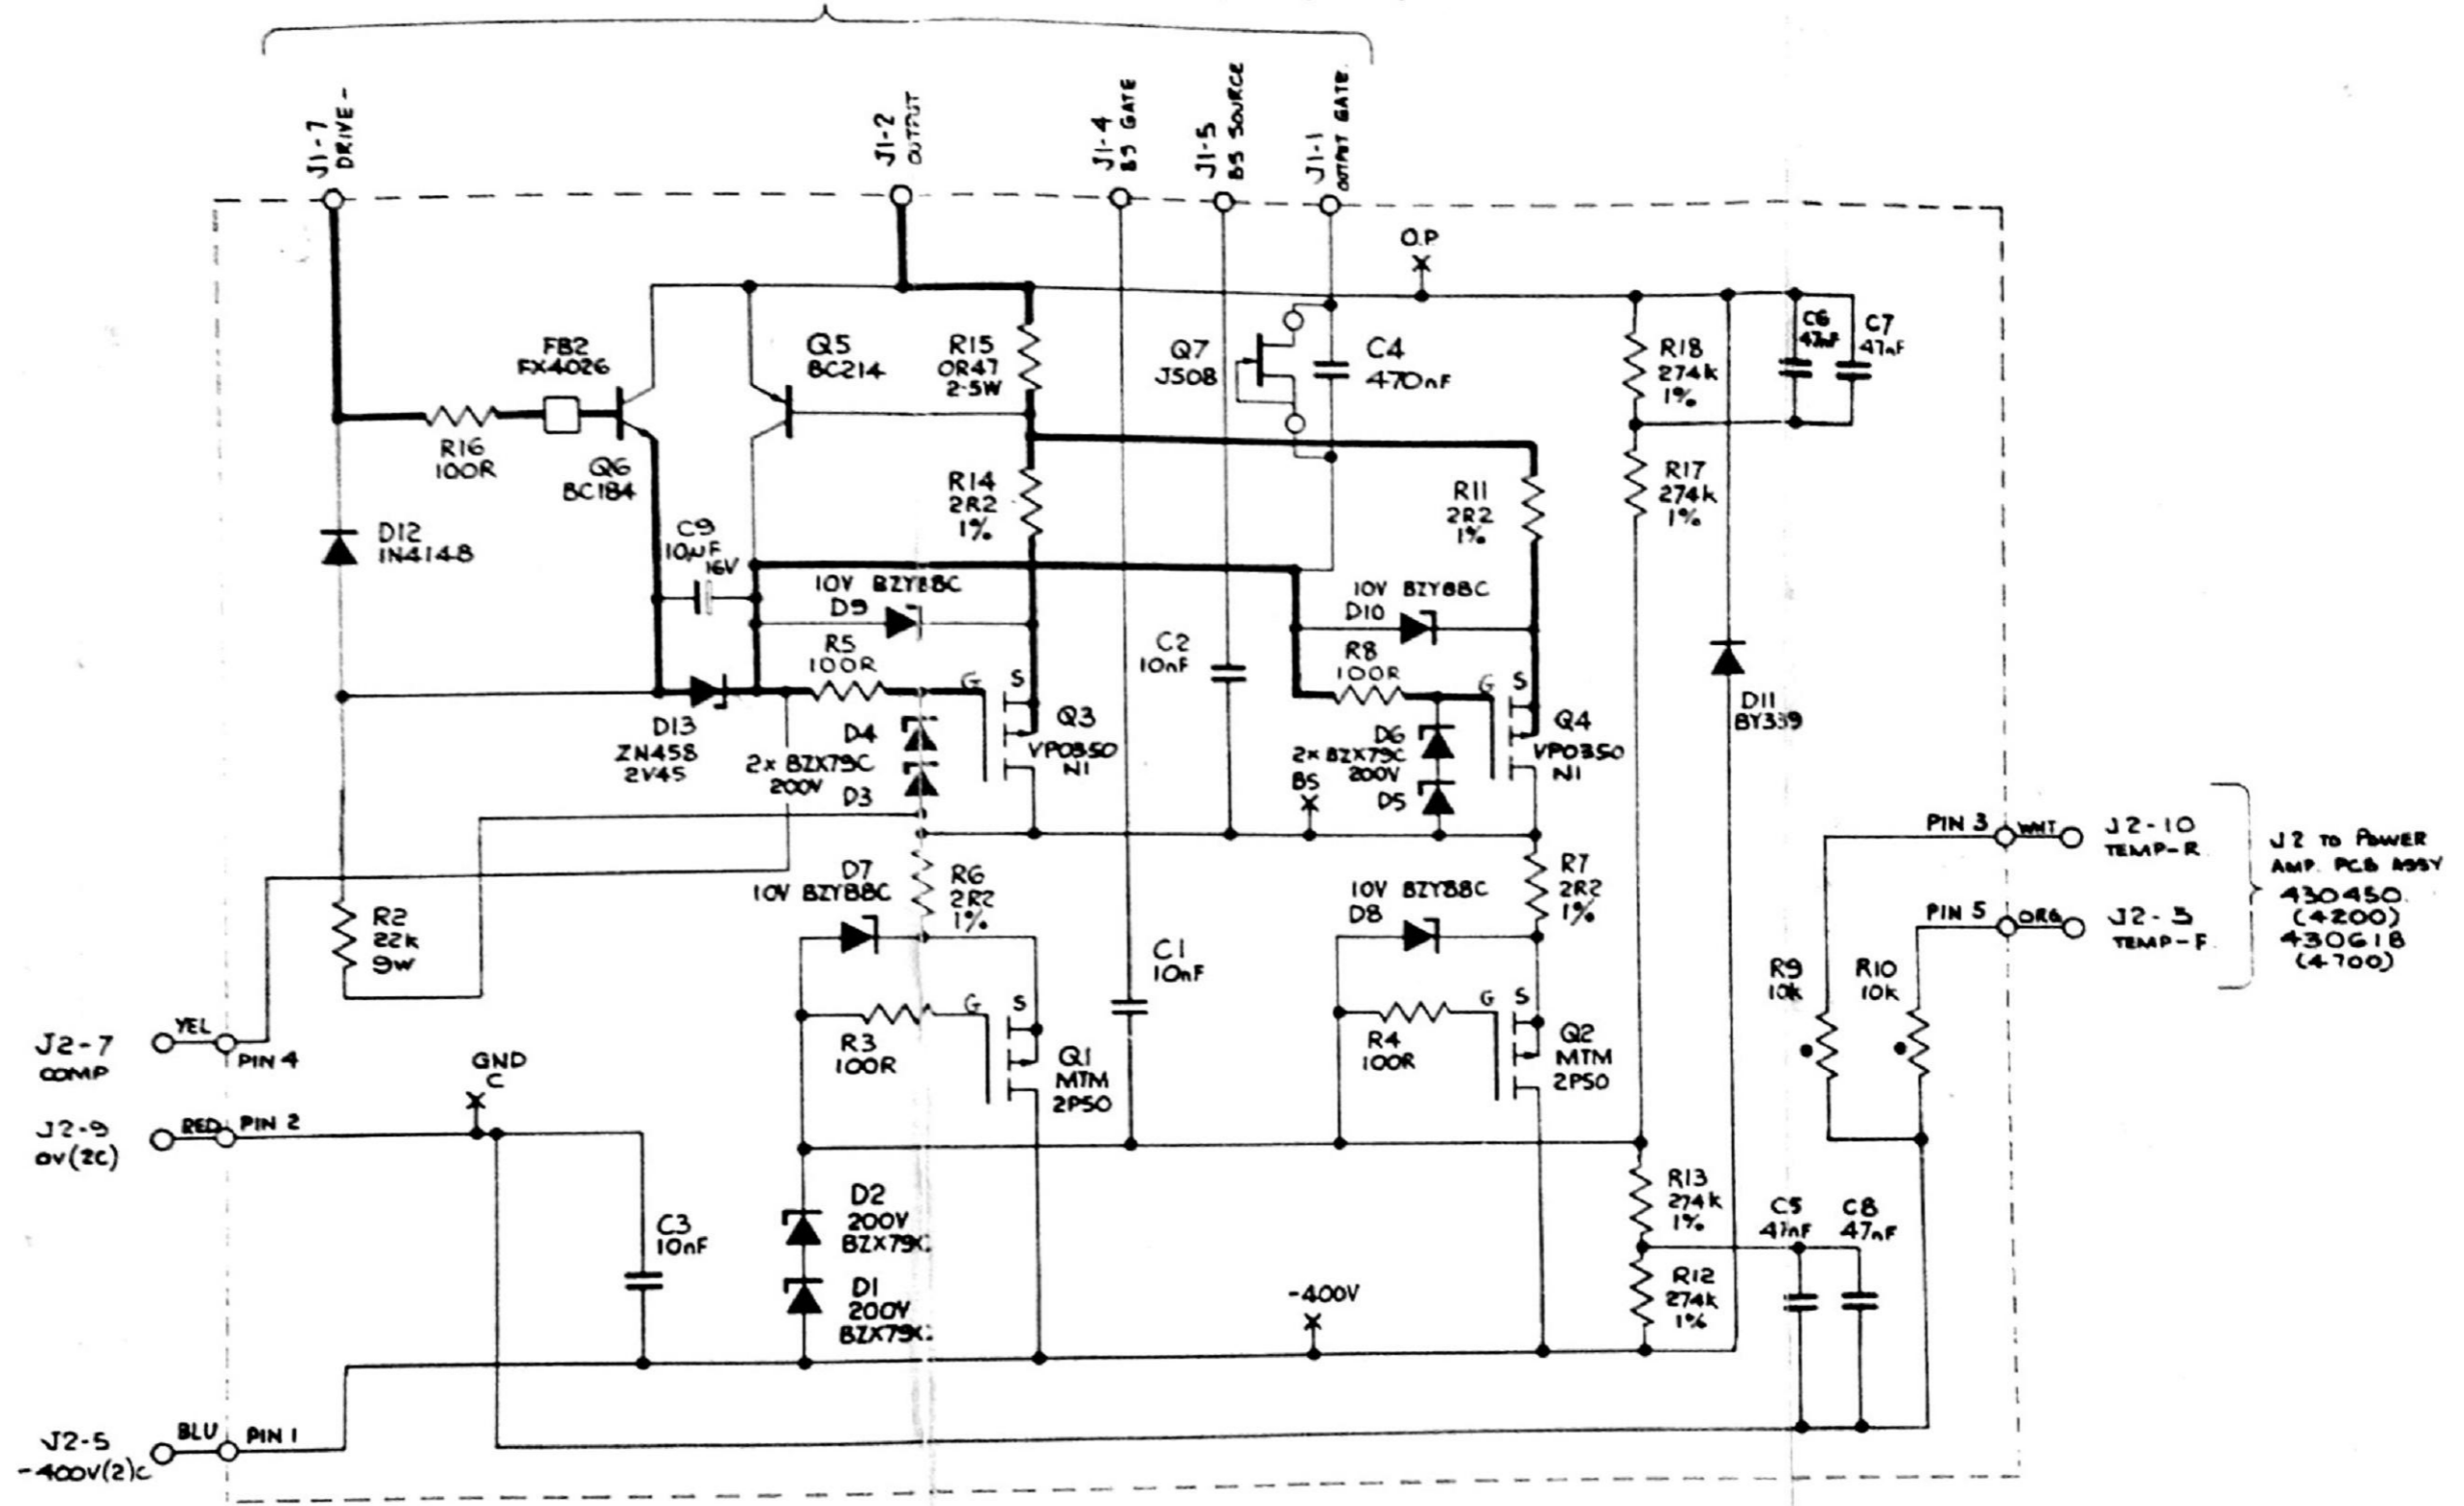 J1-7
DRIVE -
J1-2
OUTPUT
J1-4
BS GATE
J1-5
BS SOURCE
J1-1
OUTPUT GATE
O.P
FB2
FX4026
R16
100R
Q6
BC184
Q5
BC214
R15
0R47
2·5W
Q7
J508
C4
470nF
R18
274k
1%
C6
47nF
C7
47nF
R17
274k
1%
D12
1N4148
C9
10µF
16V
R14
2R2
1%
R11
2R2
1%
10V BZY88C
D9
R5
100R
C2
10nF
10V BZY88C
D10
R8
100R
D11
BY339
D13
ZN458
2V45
D4
2x BZX79C
200V
D3
G
S
Q3
VP0350
N1
D6
2x BZX79C
200V
D5
BS
G
S
Q4
VP0350
N1
PIN 3
WHT
J2-10
TEMP-R
PIN 5
ORG
J2-3
TEMP-F
J2 TO POWER
AMP. PCB ASSY
430450.
(4200)
430618
(4700)
R2
22k
9W
D7
10V BZY88C
R6
2R2
1%
10V BZY88C
D8
R7
2R2
1%
R9
10k
R10
10k
C1
10nF
R3
100R
G
S
Q1
MTM
2P50
R4
100R
G
S
Q2
MTM
2P50
J2-7
COMP
YEL
PIN 4
GND
C
J2-9
0V(2C)
RED
PIN 2
C3
10nF
D2
200V
BZX79C
D1
200V
BZX79C
R13
274k
1%
C5
47nF
C8
47nF
R12
274k
1%
-400V
J2-5
-400V(2)C
BLU
PIN 1